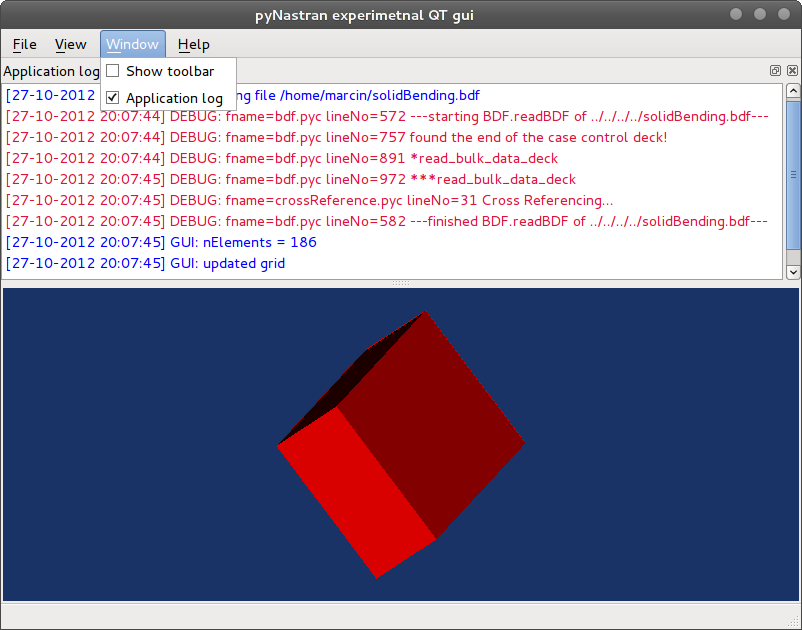 pyNastran experimetnal QT gui
File View Window Help
Application log
Show toolbar
Application log
[27-10-2012 ng file /home/marcin/solidBending.bdf
[27-10-2012 20:07:44] DEBUG: fname=bdf.pyc lineNo=572 ---starting BDF.readBDF of ../../../../solidBending.bdf---
[27-10-2012 20:07:44] DEBUG: fname=bdf.pyc lineNo=757 found the end of the case control deck!
[27-10-2012 20:07:44] DEBUG: fname=bdf.pyc lineNo=891 *read_bulk_data_deck
[27-10-2012 20:07:45] DEBUG: fname=bdf.pyc lineNo=972 ***read_bulk_data_deck
[27-10-2012 20:07:45] DEBUG: fname=crossReference.pyc lineNo=31 Cross Referencing...
[27-10-2012 20:07:45] DEBUG: fname=bdf.pyc lineNo=582 ---finished BDF.readBDF of ../../../../solidBending.bdf---
[27-10-2012 20:07:45] GUI: nElements = 186
[27-10-2012 20:07:45] GUI: updated grid